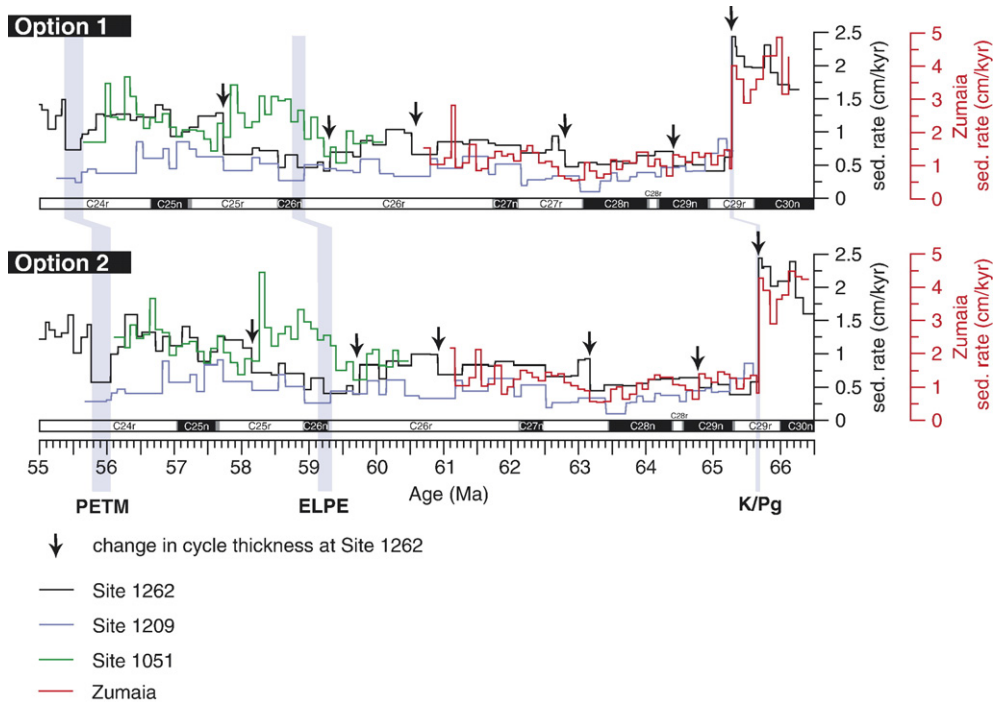 Option 1
2.5
2
1.5
1
0.5
0
sed. rate (cm/kyr)
5
4
3
2
1
0
Zumaia
sed. rate (cm/kyr)
C24r
C25n
C25r
C26n
C26r
C27n
C27r
C28n
C28r
C29n
C29r
C30n
Option 2
2.5
2
1.5
1
0.5
0
sed. rate (cm/kyr)
5
4
3
2
1
0
Zumaia
sed. rate (cm/kyr)
C24r
C25n
C25r
C26n
C26r
C27n
C28n
C28r
C29n
C29r
C30n
55 56 57 58 59 60 61 62 63 64 65 66
Age (Ma)
PETM
ELPE
K/Pg
change in cycle thickness at Site 1262
Site 1262
Site 1209
Site 1051
Zumaia